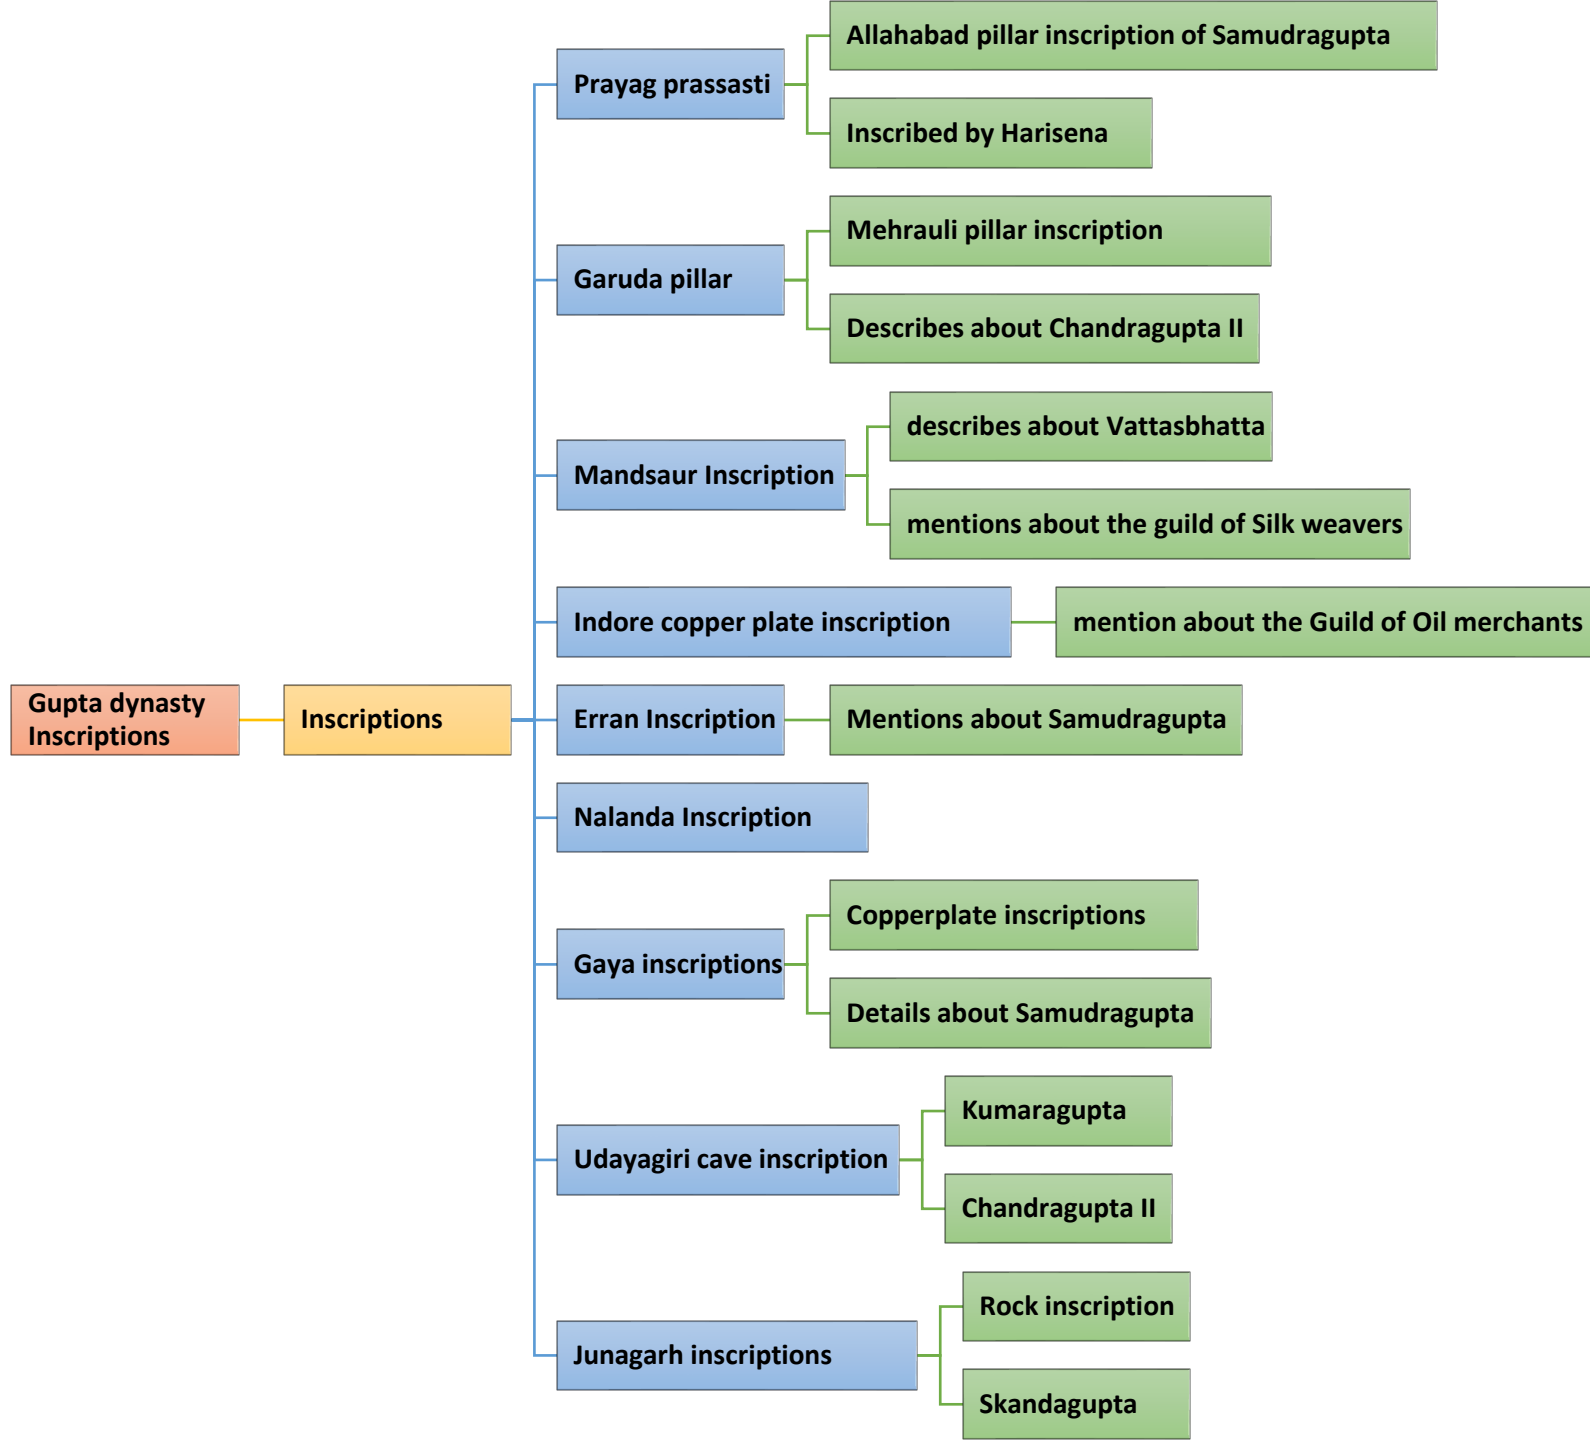 Gupta dynasty
Inscriptions
Inscriptions
Prayag prassasti
Allahabad pillar inscription of Samudragupta
Inscribed by Harisena
Garuda pillar
Mehrauli pillar inscription
Describes about Chandragupta II
Mandsaur Inscription
describes about Vattasbhatta
mentions about the guild of Silk weavers
Indore copper plate inscription
mention about the Guild of Oil merchants
Erran Inscription
Mentions about Samudragupta
Nalanda Inscription
Gaya inscriptions
Copperplate inscriptions
Details about Samudragupta
Udayagiri cave inscription
Kumaragupta
Chandragupta II
Junagarh inscriptions
Rock inscription
Skandagupta